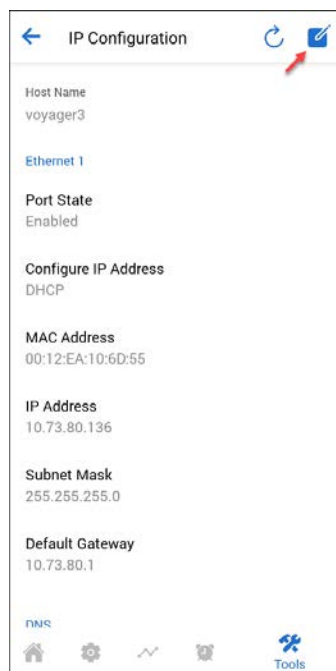 IP Configuration
Host Name
voyager3
Ethernet 1
Port State
Enabled
Configure IP Address
DHCP
MAC Address
00:12:EA:10:6D:55
IP Address
10.73.80.136
Subnet Mask
255.255.255.0
Default Gateway
10.73.80.1
DNS
Tools